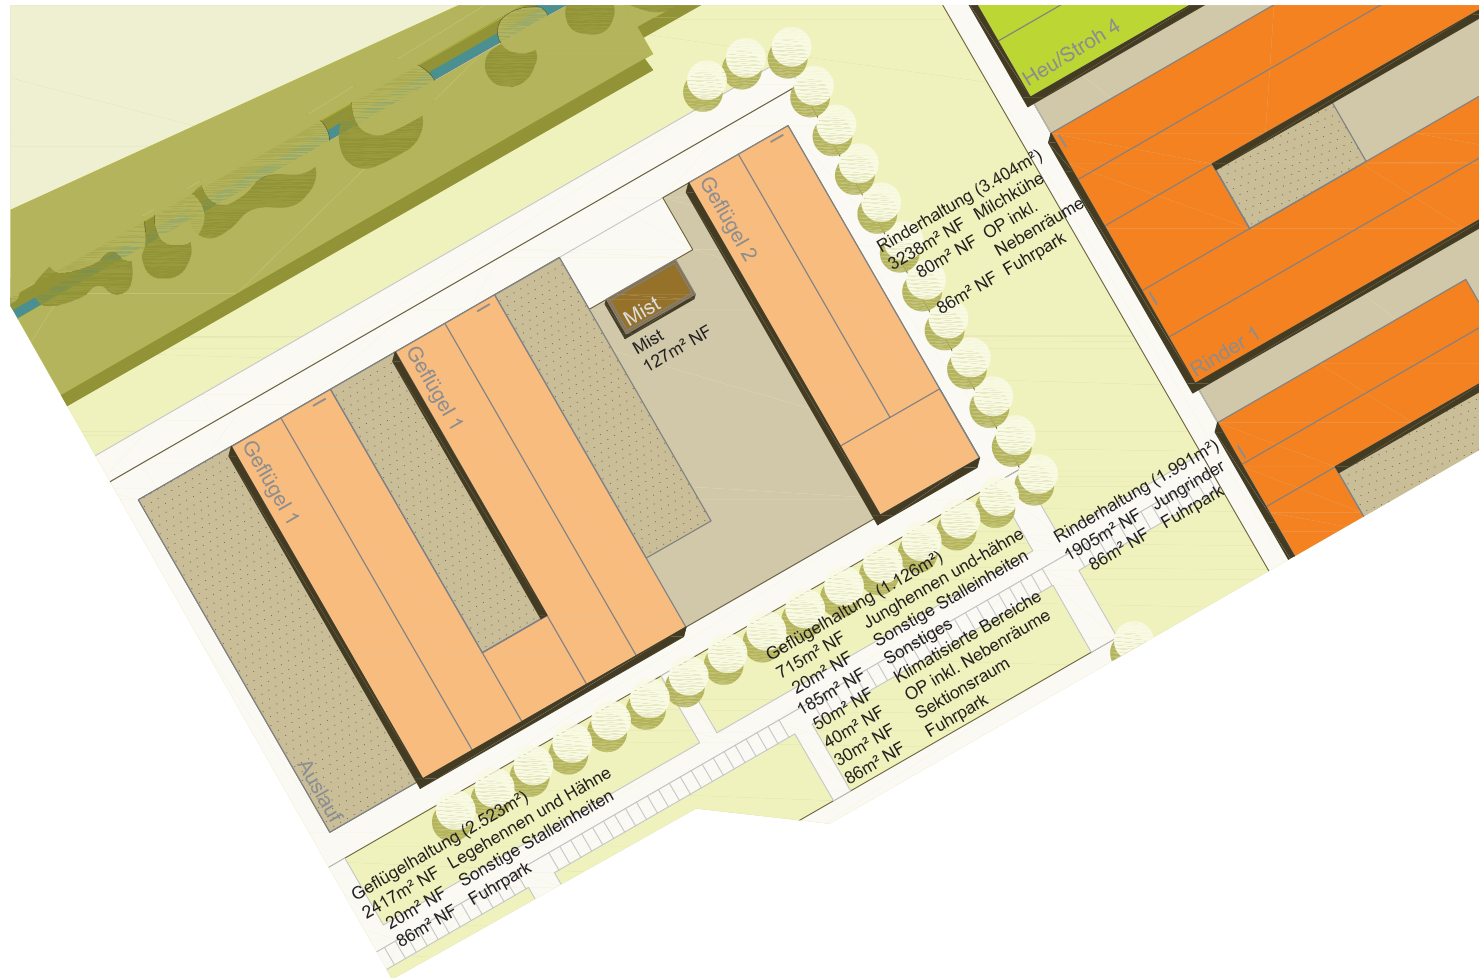 Heu/Stroh 4
Rinderhaltung (3.404m²)
3238m² NF Milchkühe
80m² NF OP inkl.
Nebenräume
86m² NF Fuhrpark
Geflügel 2
Mist
Mist
127m² NF
Rinder 1
Geflügel 1
Geflügel 1
Rinderhaltung (1.991m²)
1905m² NF Jungrinder
86m² NF Fuhrpark
Geflügelhaltung (1.126m²)
715m² NF Junghennen und-hähne
20m² NF Sonstige Stalleinheiten
185m² NF Sonstiges
50m² NF Klimatisierte Bereiche
40m² NF OP inkl. Nebenräume
30m² NF Sektionsraum
86m² NF Fuhrpark
Auslauf
Geflügelhaltung (2.523m²)
2417m² NF Legehennen und Hähne
20m² NF Sonstige Stalleinheiten
86m² NF Fuhrpark